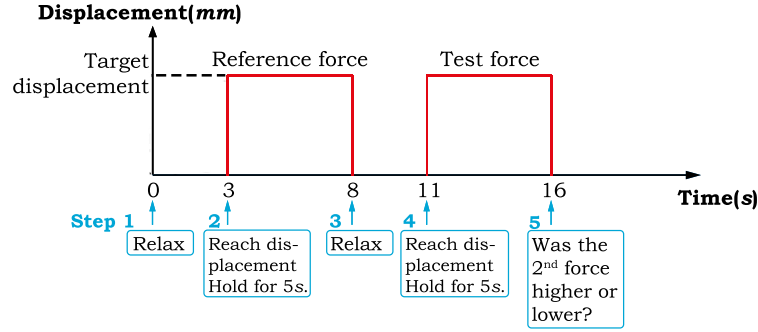 Displacement(mm)
Target
displacement
Reference force
Test force
0
3
8
11
16
Time(s)
Step 1
2
3
4
5
Relax
Reach dis-
placement
Hold for 5s.
Relax
Reach dis-
placement
Hold for 5s.
Was the
2nd force
higher or
lower?